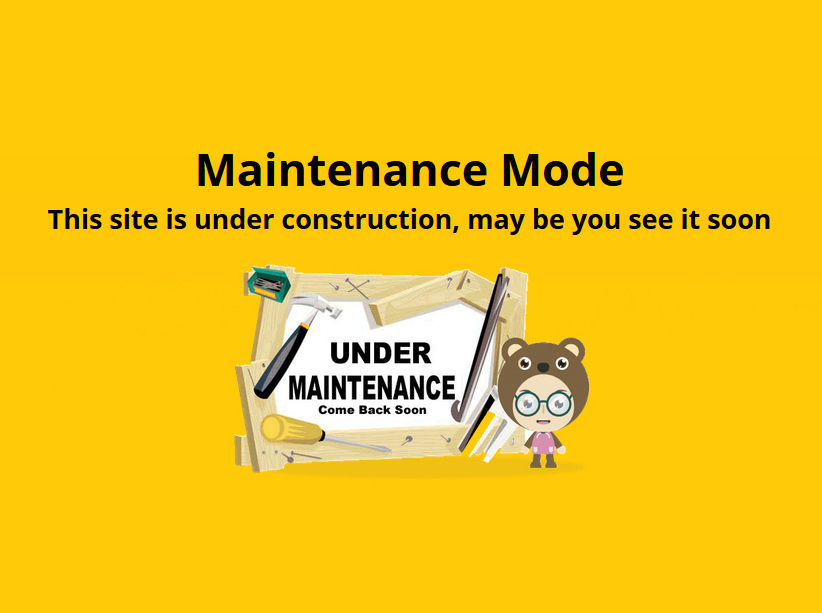 Maintenance Mode
This site is under construction, may be you see it soon
UNDER
MAINTENANCE
Come Back Soon